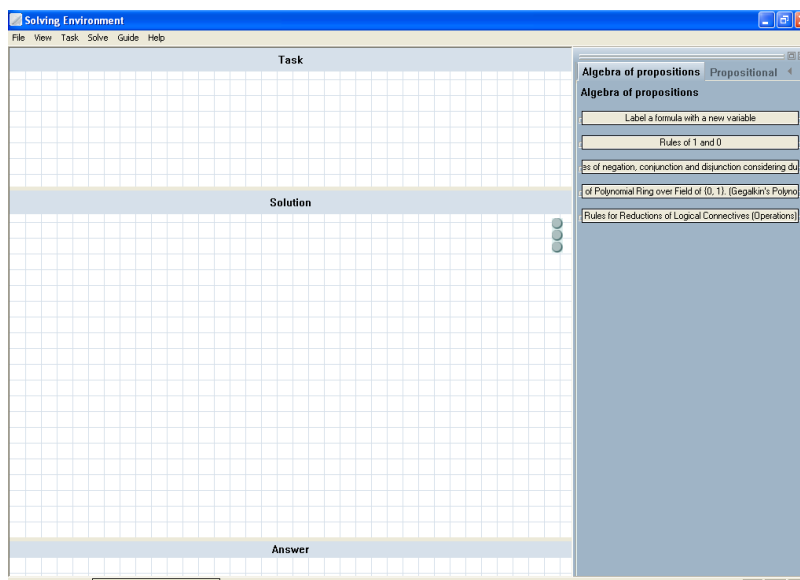 Solving Environment
File View Task Solve Guide Help
Task
Algebra of propositions Propositional
Algebra of propositions
Label a formula with a new variable
Rules of 1 and 0
es of negation, conjunction and disjunction considering du
of Polynomial Ring over Field of {0, 1}. (Gegalkin's Polyno
Rules for Reductions of Logical Connectives (Operations)
Solution
Answer